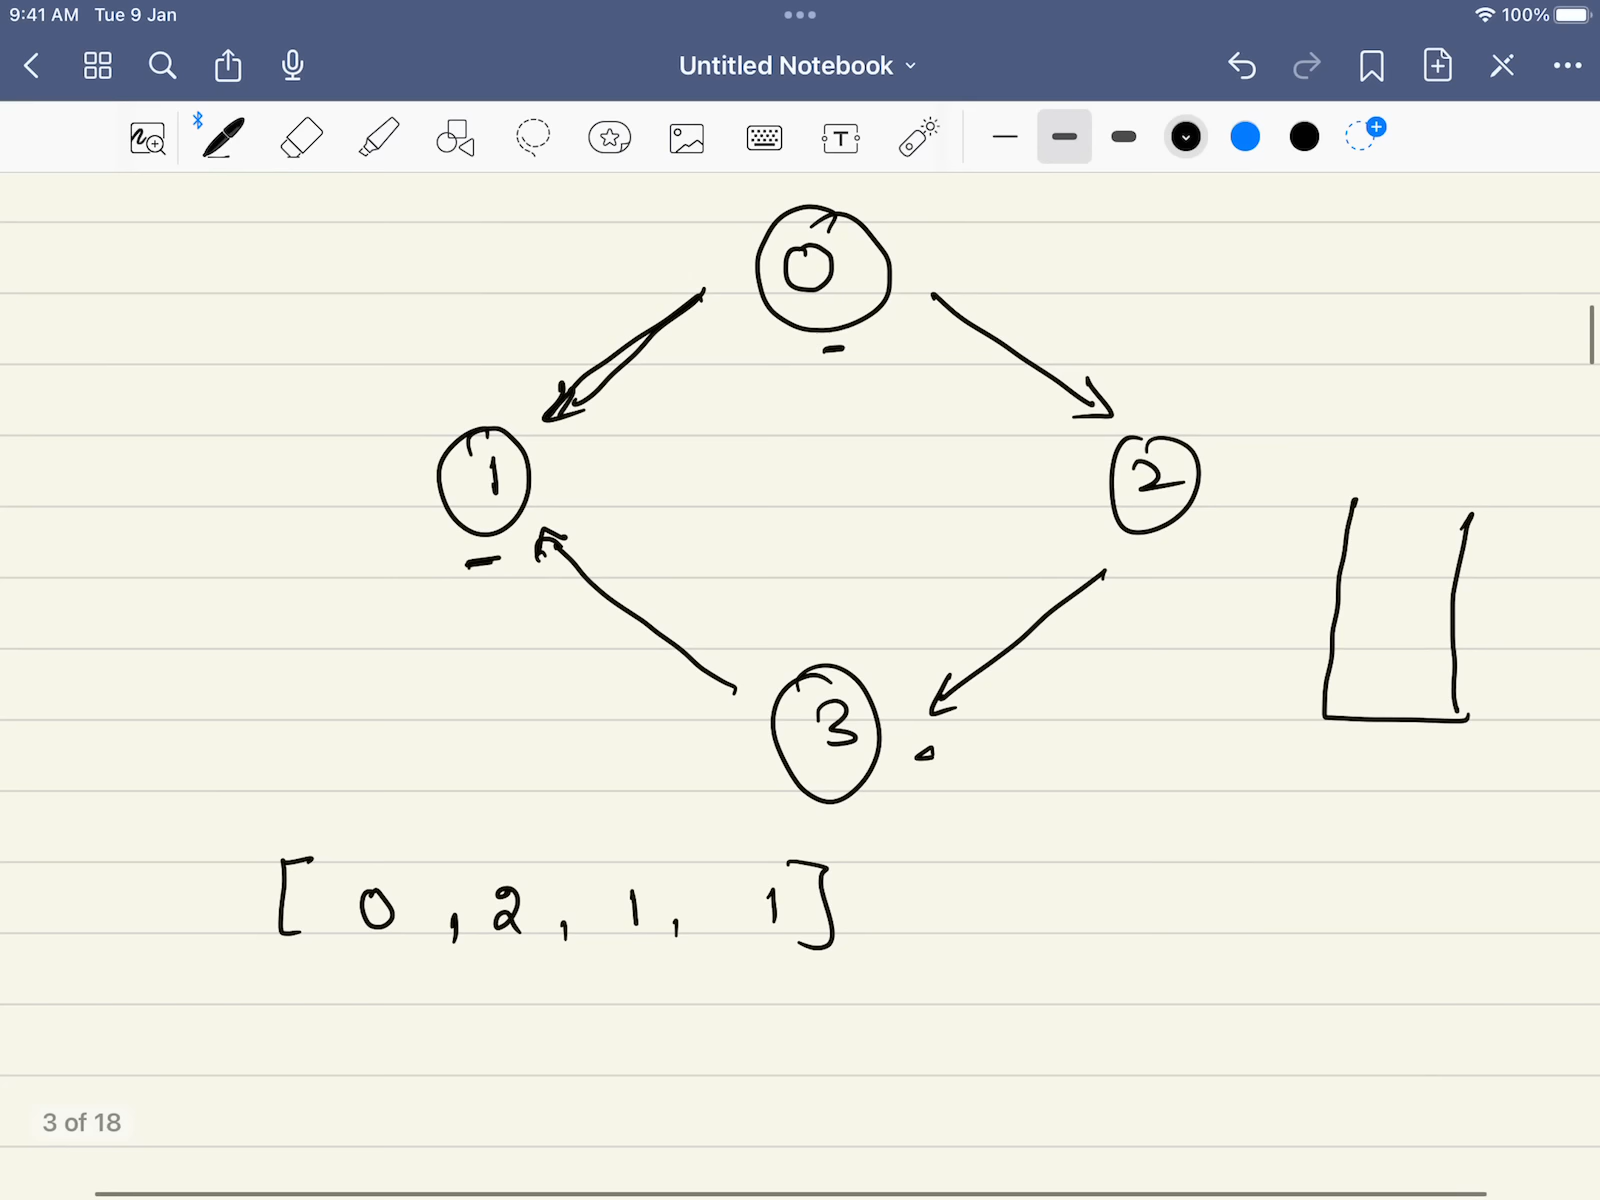 9:41 AM Tue 9 Jan
100%
Untitled Notebook
T
0
1
2
3
[ 0 , 2 , 1 , 1 ]
3 of 18